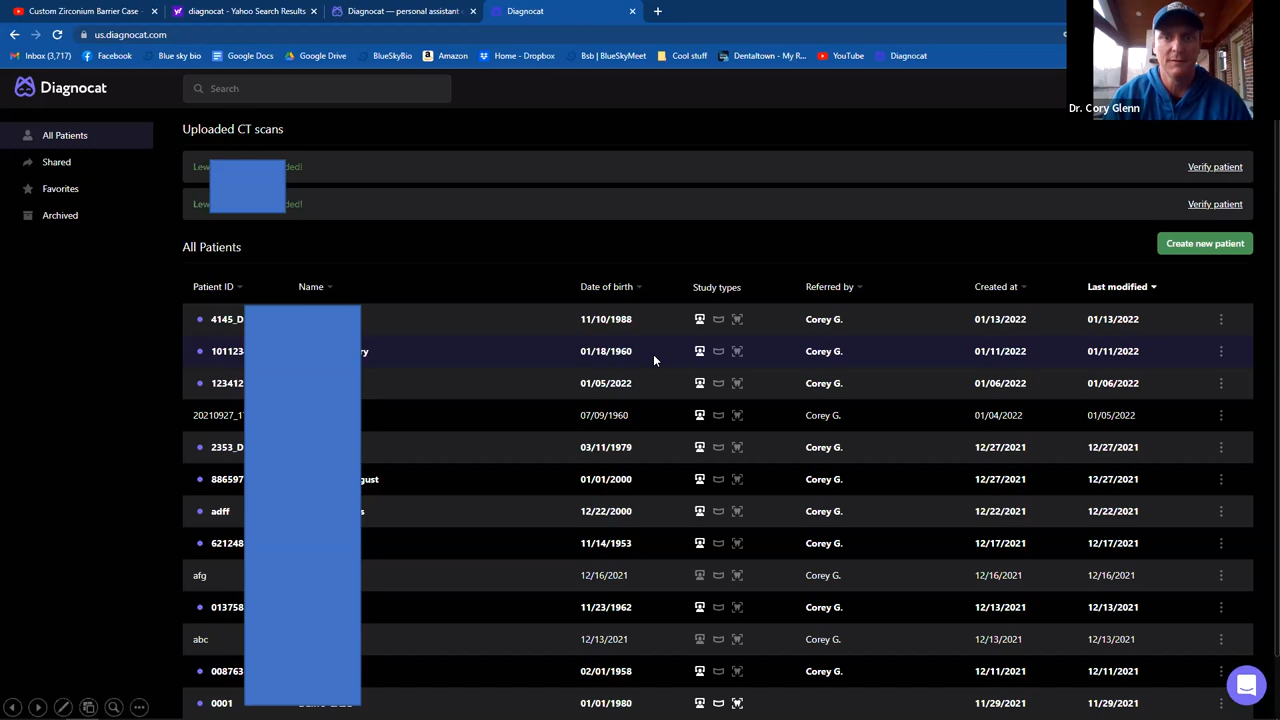 Custom Zirconium Barrier Case -
diagnocat - Yahoo Search Results
Diagnocat — personal assistant
Diagnocat
us.diagnocat.com
Inbox (3,717)
Facebook
Blue sky bio
Google Docs
Google Drive
BlueSkyBio
Amazon
Home - Dropbox
Bsb | BlueSkyMeet
Cool stuff
Dentaltown - My R...
YouTube
Diagnocat
Dr. Cory Glenn
Diagnocat
Search
All Patients
Shared
Favorites
Archived
Uploaded CT scans
Lew ded! Verify patient
Lew ded! Verify patient
All Patients
Create new patient
Patient ID Name Date of birth Study types Referred by Created at Last modified
4145_D 11/10/1988 Corey G. 01/13/2022 01/13/2022
101123 ry 01/18/1960 Corey G. 01/11/2022 01/11/2022
123412 01/05/2022 Corey G. 01/06/2022 01/06/2022
20210927_1 07/09/1960 Corey G. 01/04/2022 01/05/2022
2353_D 03/11/1979 Corey G. 12/27/2021 12/27/2021
886597 gust 01/01/2000 Corey G. 12/27/2021 12/27/2021
adff s 12/22/2000 Corey G. 12/22/2021 12/22/2021
621248 11/14/1953 Corey G. 12/17/2021 12/17/2021
afg 12/16/2021 Corey G. 12/16/2021 12/16/2021
013758 11/23/1962 Corey G. 12/13/2021 12/13/2021
abc 12/13/2021 Corey G. 12/13/2021 12/13/2021
008763 02/01/1958 Corey G. 12/11/2021 12/11/2021
0001 01/01/1980 Corey G. 11/29/2021 11/29/2021